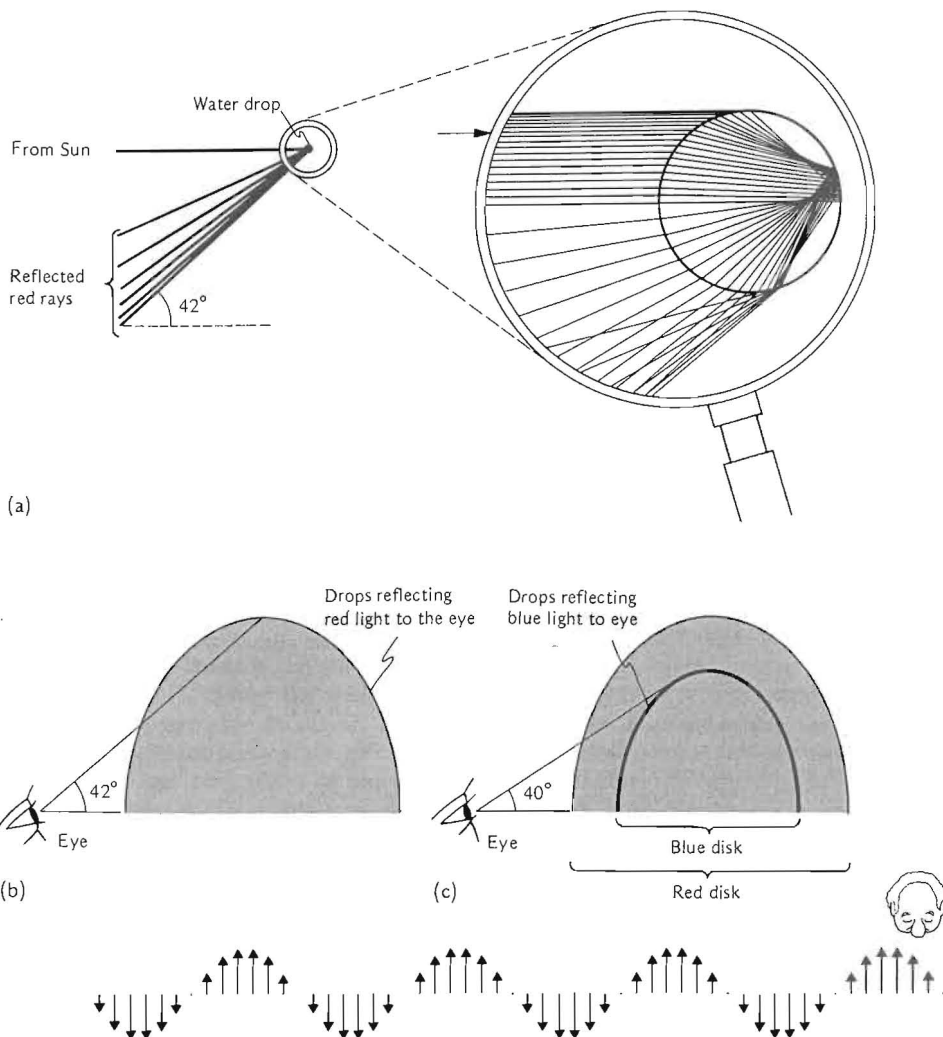 Water drop
From Sun
Reflected
red rays
42°
(a)
Drops reflecting
red light to the eye
42°
Eye
(b)
Drops reflecting
blue light to eye
40°
Eye
Blue disk
Red disk
(c)